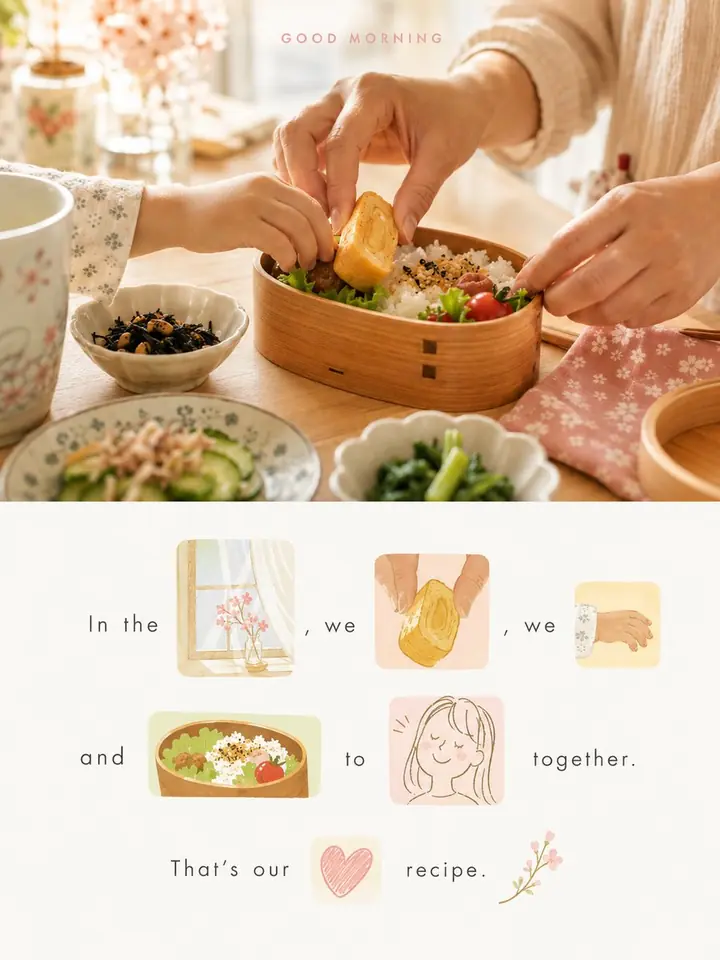 GOOD MORNING
In the , we , we
and to together.
That's our recipe.